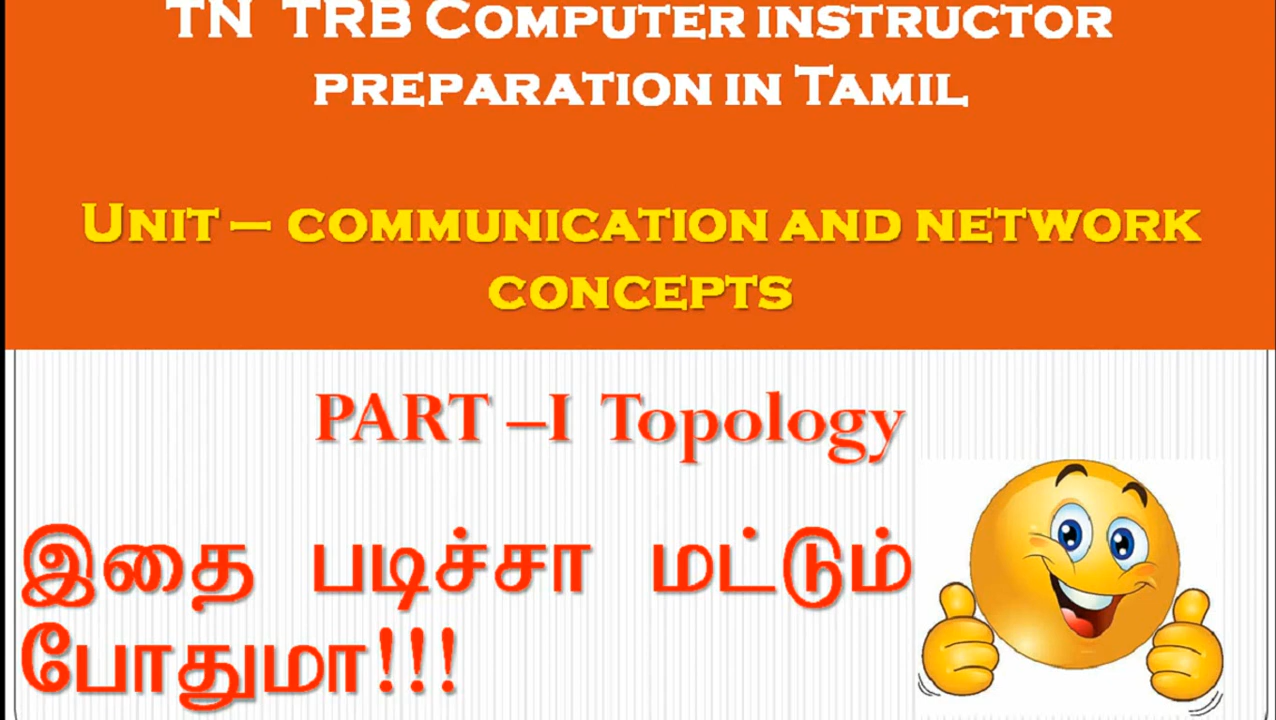 TN TRB COMPUTER INSTRUCTOR
PREPARATION IN TAMIL
UNIT – COMMUNICATION AND NETWORK
CONCEPTS
PART –I Topology
இதை படிச்சா மட்டும்
போதுமா!!!